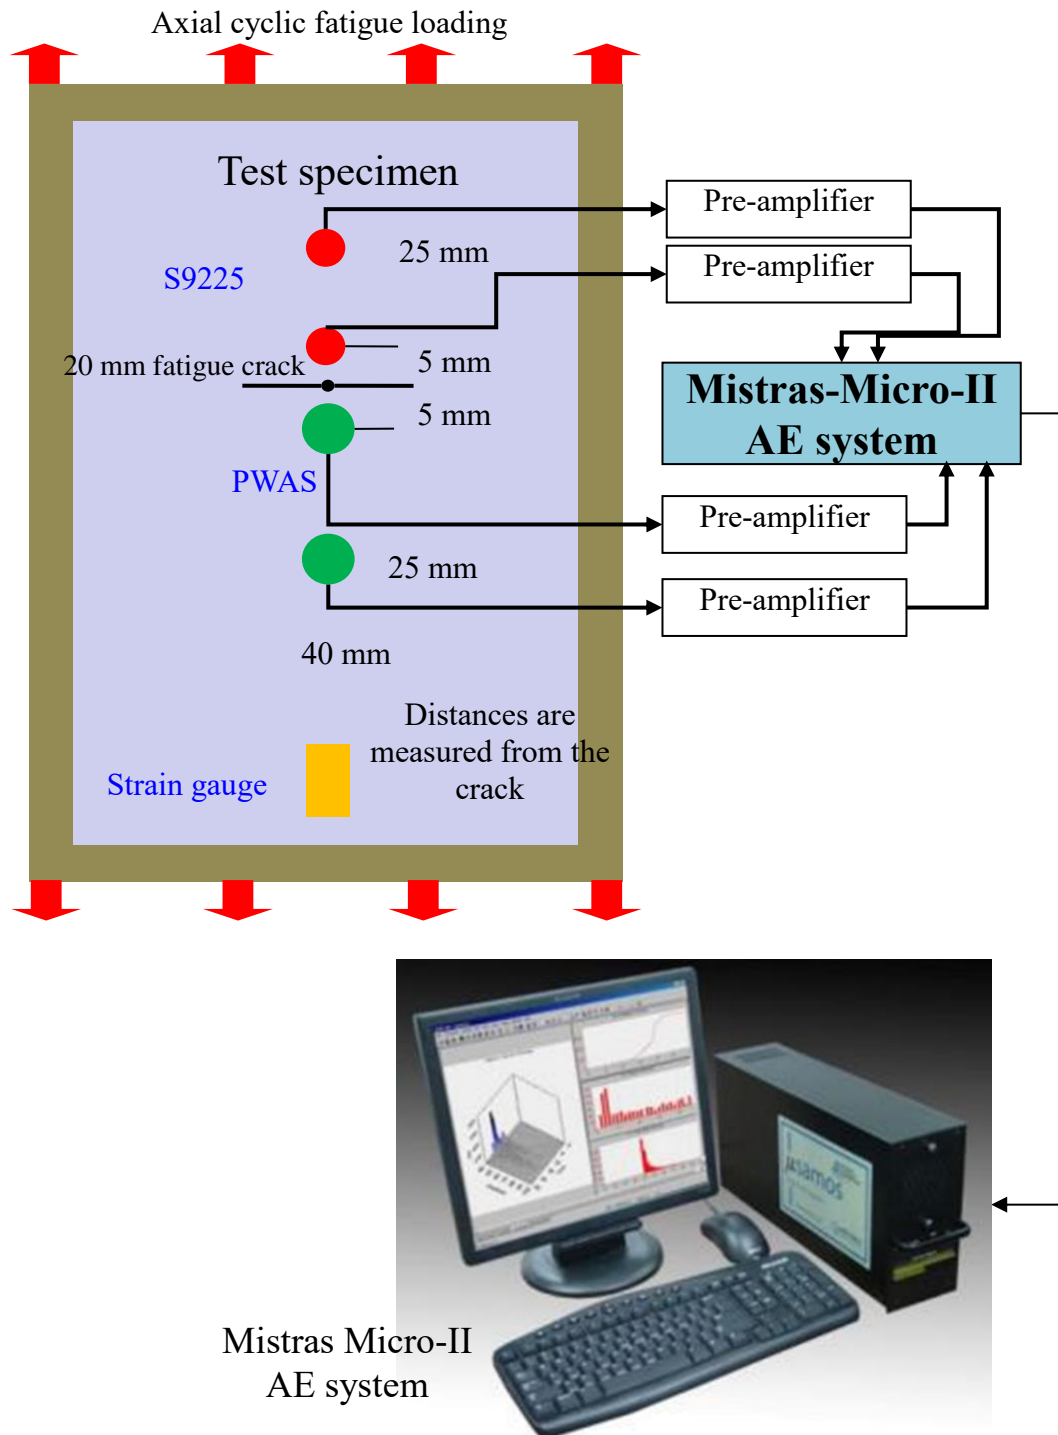 Axial cyclic fatigue loading
Test specimen
Pre-amplifier
25 mm
Pre-amplifier
S9225
20 mm fatigue crack
5 mm
Mistras-Micro-II
AE system
5 mm
PWAS
Pre-amplifier
25 mm
Pre-amplifier
40 mm
Distances are
measured from the
crack
Strain gauge
µsamos
Mistras Micro-II
AE system